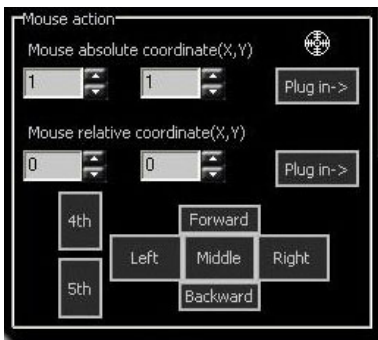 Mouse action
Mouse absolute coordinate(X,Y)
1 1 Plug in->
Mouse relative coordinate(X,Y)
0 0 Plug in->
4th Forward
Left Middle Right
5th Backward